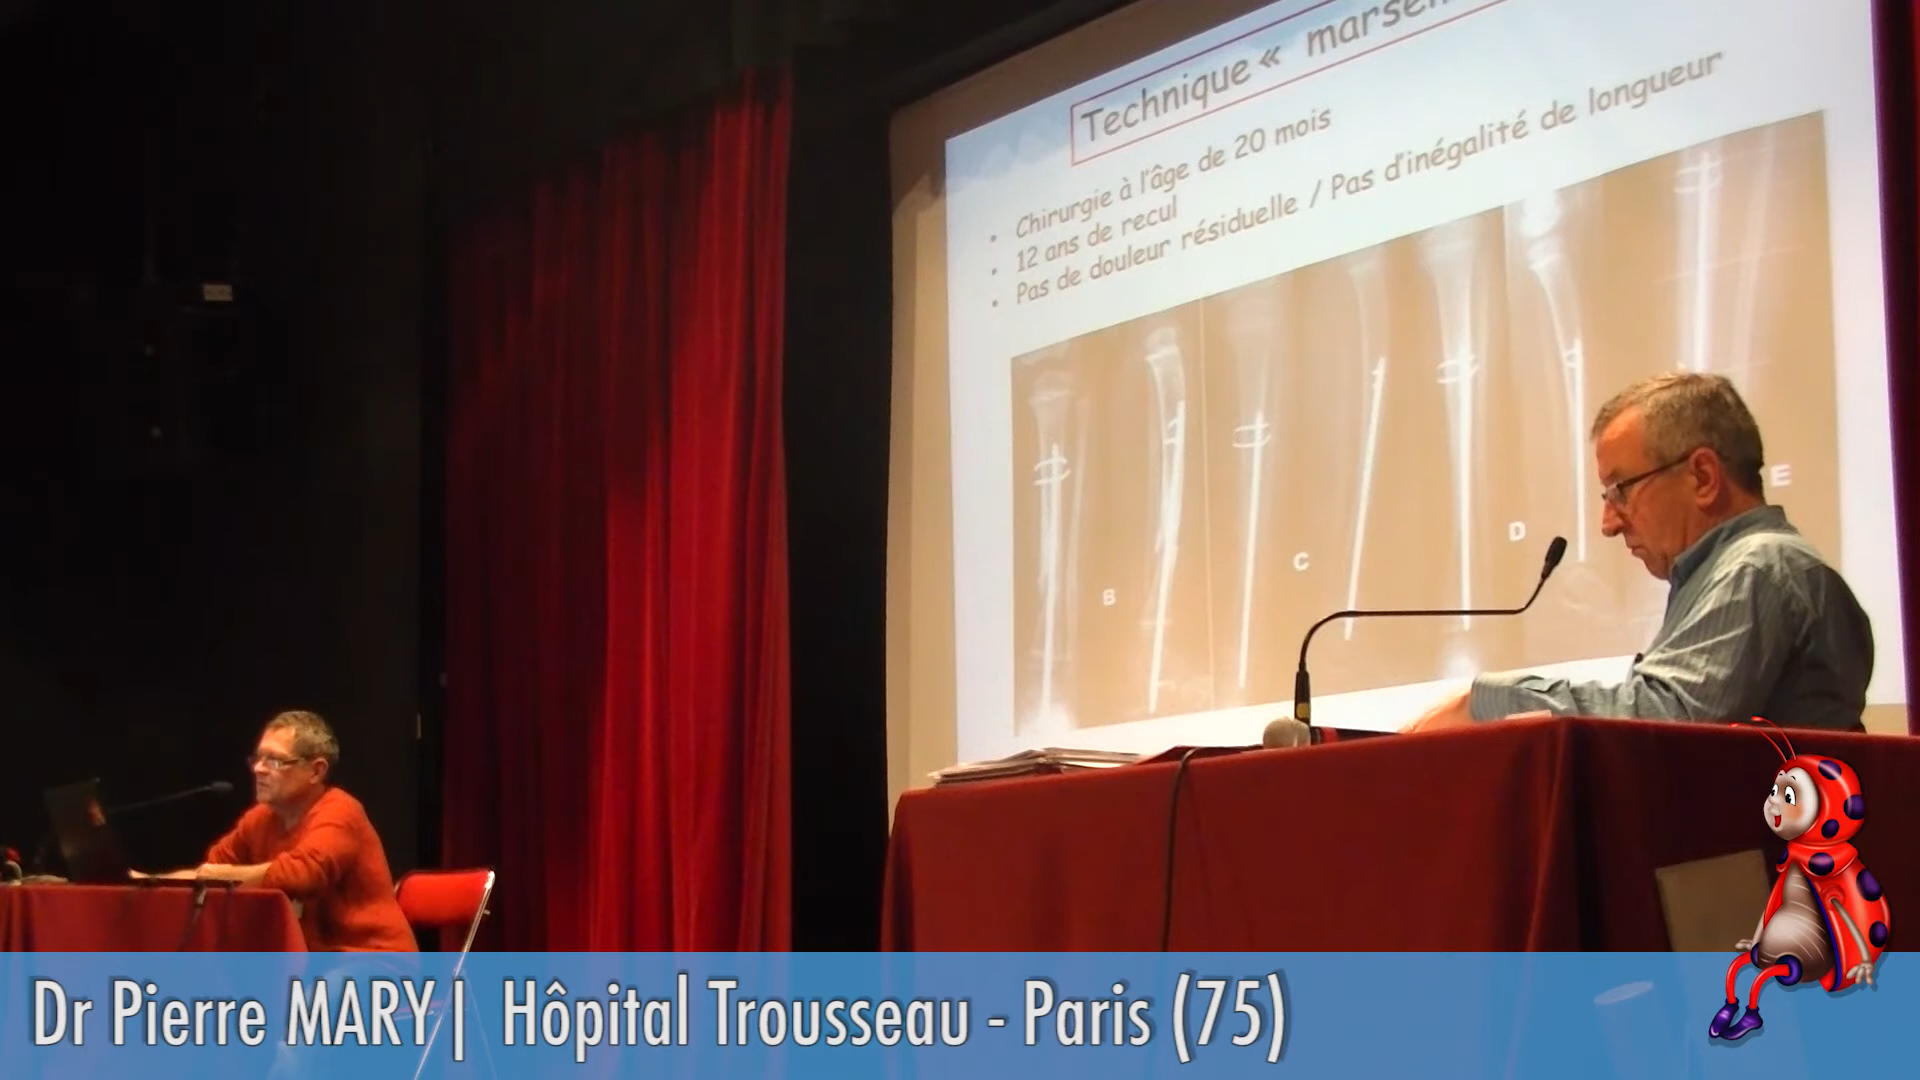 Technique «
Chirurgie à l'âge de 20 mois
12 ans de recul
Pas de douleur résiduelle / Pas d'inégalité de longueur
B
C
D
E
Dr Pierre MARY | Hôpital Trousseau - Paris (75)